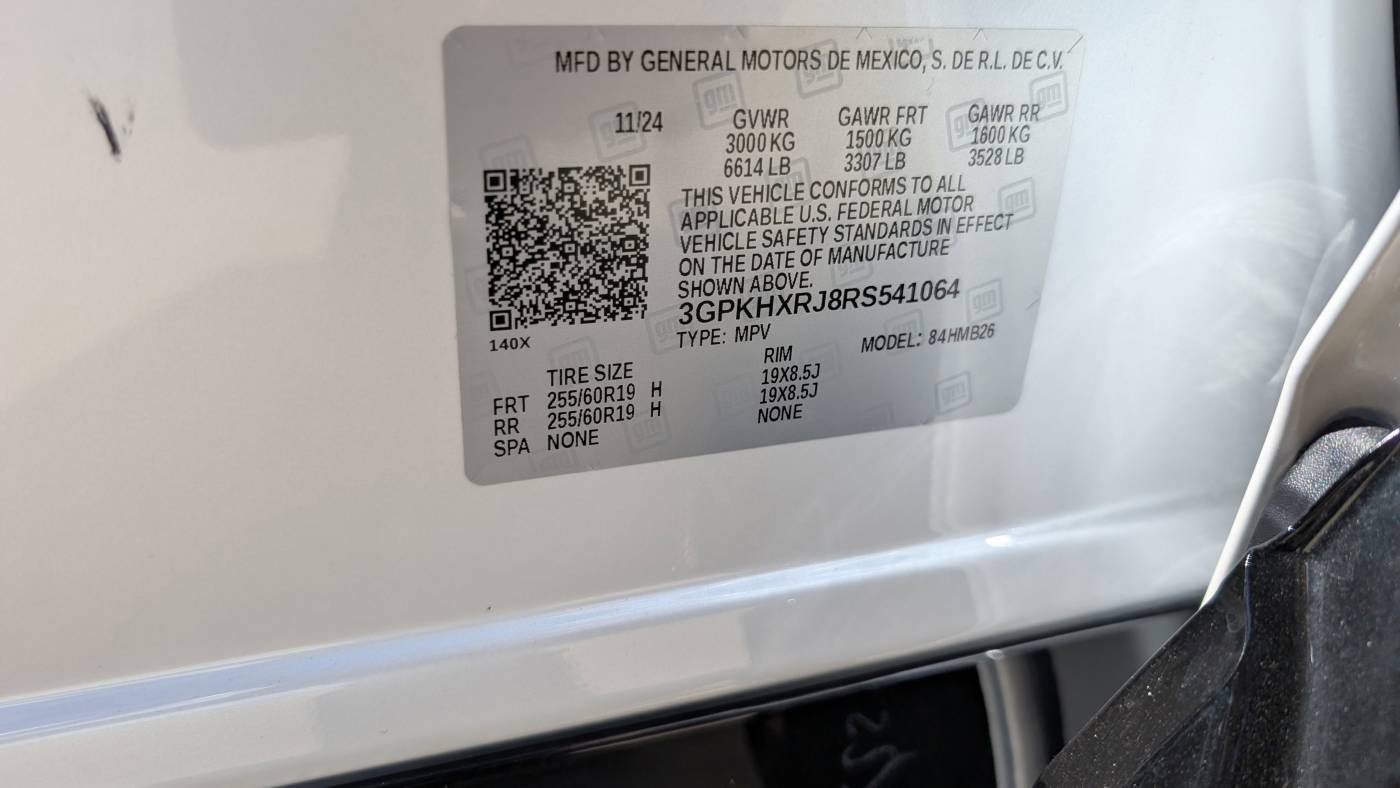 MFD BY GENERAL MOTORS DE MEXICO, S. DE R.L. DE C.V.
11/24 GVWR GAWR FRT GAWR RR
3000 KG 1500 KG 1600 KG
6614 LB 3307 LB 3528 LB
THIS VEHICLE CONFORMS TO ALL
APPLICABLE U.S. FEDERAL MOTOR
VEHICLE SAFETY STANDARDS IN EFFECT
ON THE DATE OF MANUFACTURE
SHOWN ABOVE.
3GPKHXRJ8RS541064
140X
TYPE: MPV MODEL: 84HMB26
TIRE SIZE RIM
FRT 255/60R19 H 19X8.5J
RR 255/60R19 H 19X8.5J
SPA NONE NONE
gm
52